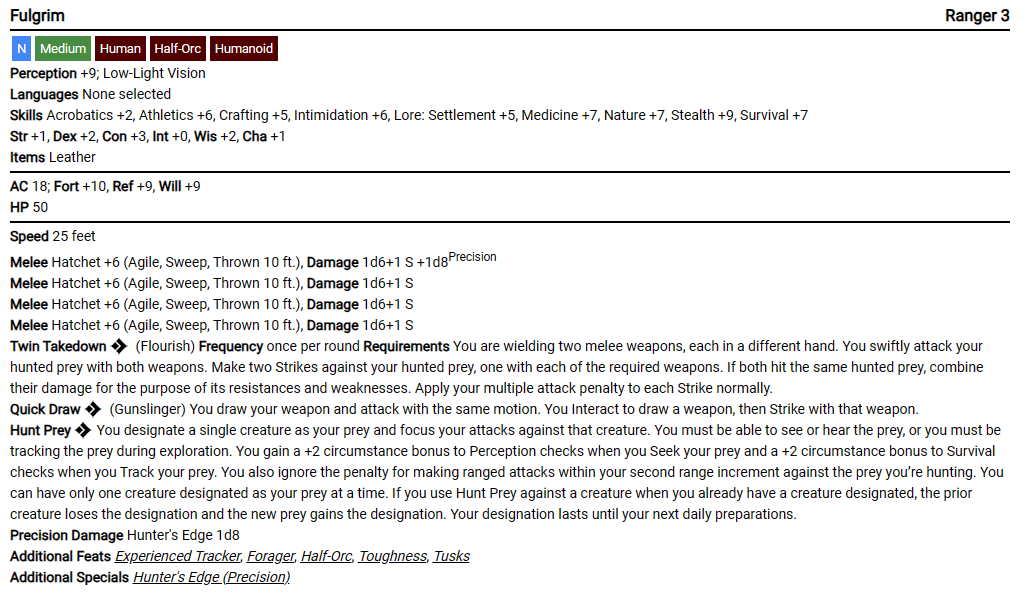 Fulgrim Ranger 3
N Medium Human Half-Orc Humanoid
Perception +9; Low-Light Vision
Languages None selected
Skills Acrobatics +2, Athletics +6, Crafting +5, Intimidation +6, Lore: Settlement +5, Medicine +7, Nature +7, Stealth +9, Survival +7
Str +1, Dex +2, Con +3, Int +0, Wis +2, Cha +1
Items Leather
AC 18; Fort +10, Ref +9, Will +9
HP 50
Speed 25 feet
Melee Hatchet +6 (Agile, Sweep, Thrown 10 ft.), Damage 1d6+1 S +1d8Precision
Melee Hatchet +6 (Agile, Sweep, Thrown 10 ft.), Damage 1d6+1 S
Melee Hatchet +6 (Agile, Sweep, Thrown 10 ft.), Damage 1d6+1 S
Melee Hatchet +6 (Agile, Sweep, Thrown 10 ft.), Damage 1d6+1 S
Twin Takedown (Flourish) Frequency once per round Requirements You are wielding two melee weapons, each in a different hand. You swiftly attack your
hunted prey with both weapons. Make two Strikes against your hunted prey, one with each of the required weapons. If both hit the same hunted prey, combine
their damage for the purpose of its resistances and weaknesses. Apply your multiple attack penalty to each Strike normally.
Quick Draw (Gunslinger) You draw your weapon and attack with the same motion. You Interact to draw a weapon, then Strike with that weapon.
Hunt Prey You designate a single creature as your prey and focus your attacks against that creature. You must be able to see or hear the prey, or you must be
tracking the prey during exploration. You gain a +2 circumstance bonus to Perception checks when you Seek your prey and a +2 circumstance bonus to Survival
checks when you Track your prey. You also ignore the penalty for making ranged attacks within your second range increment against the prey you're hunting. You
can have only one creature designated as your prey at a time. If you use Hunt Prey against a creature when you already have a creature designated, the prior
creature loses the designation and the new prey gains the designation. Your designation lasts until your next daily preparations.
Precision Damage Hunter's Edge 1d8
Additional Feats Experienced Tracker, Forager, Half-Orc, Toughness, Tusks
Additional Specials Hunter's Edge (Precision)